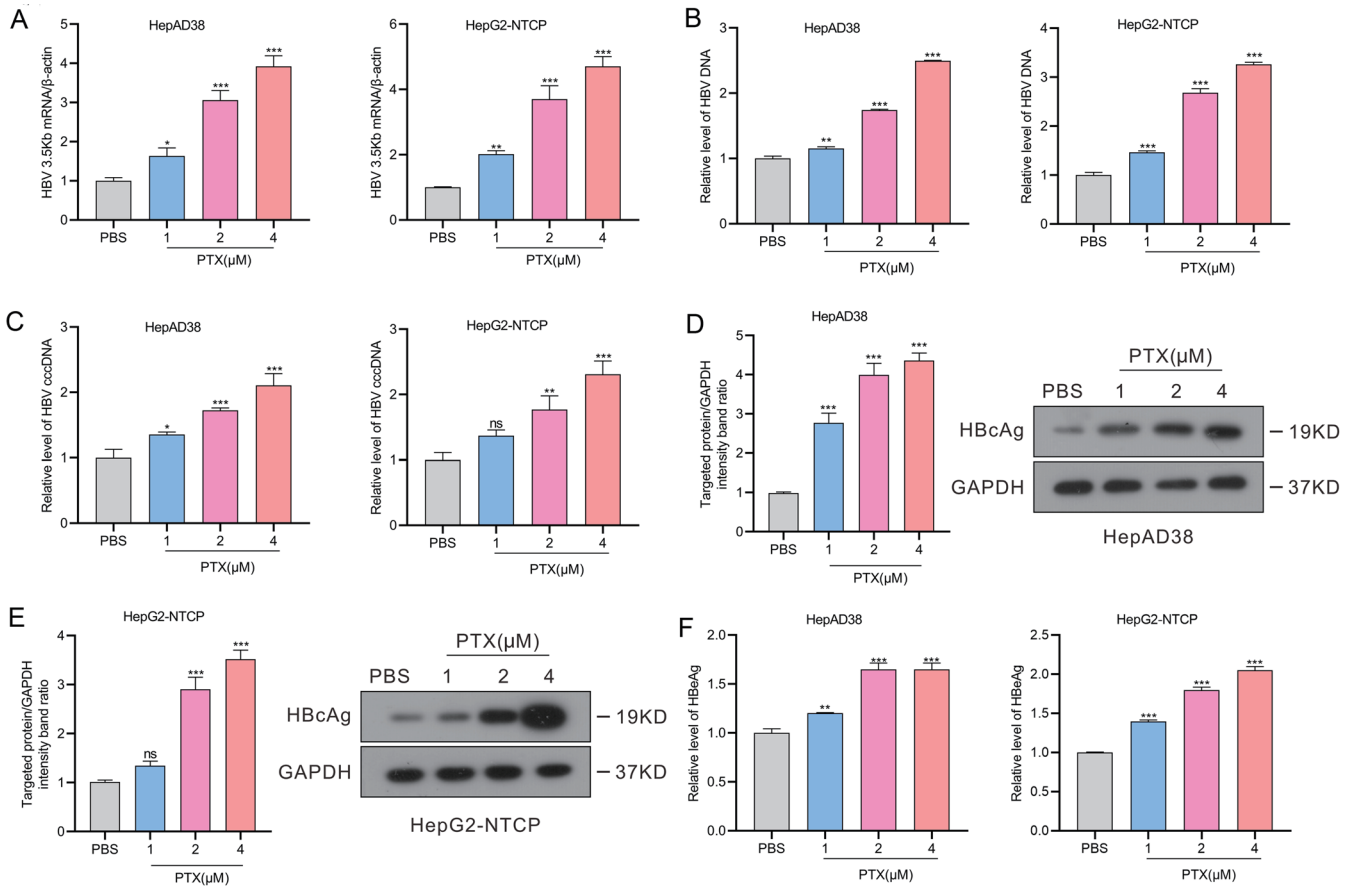 A
HepAD38
HBV 3.5Kb mRNA/β-actin
5
4
3
2
1
0
*
***
***
PBS
1
2
4
PTX(μM)
HepG2-NTCP
HBV 3.5Kb mRNA/β-actin
6
4
2
0
**
***
***
PBS
1
2
4
PTX(μM)
B
HepAD38
Relative level of HBV DNA
3
2
1
0
**
***
***
PBS
1
2
4
PTX(μM)
HepG2-NTCP
Relative level of HBV DNA
4
3
2
1
0
***
***
***
PBS
1
2
4
PTX(μM)
C
HepAD38
Relative level of HBV cccDNA
3
2
1
0
*
***
***
PBS
1
2
4
PTX(μM)
HepG2-NTCP
Relative level of HBV cccDNA
3
2
1
0
ns
**
***
PBS
1
2
4
PTX(μM)
D
HepAD38
Targeted protein/GAPDH
intensity band ratio
5
4
3
2
1
0
***
***
***
PBS
1
2
4
PTX(μM)
PTX(μM)
PBS 1 2 4
HBcAg – 19KD
GAPDH – 37KD
HepAD38
E
HepG2-NTCP
Targeted protein/GAPDH
intensity band ratio
4
3
2
1
0
ns
***
***
PBS
1
2
4
PTX(μM)
PTX(μM)
PBS 1 2 4
HBcAg – 19KD
GAPDH – 37KD
HepG2-NTCP
F
HepAD38
Relative level of HBeAg
2.0
1.5
1.0
0.5
0.0
**
***
***
PBS
1
2
4
PTX(μM)
HepG2-NTCP
Relative level of HBeAg
2.5
2.0
1.5
1.0
0.5
0.0
***
***
***
PBS
1
2
4
PTX(μM)